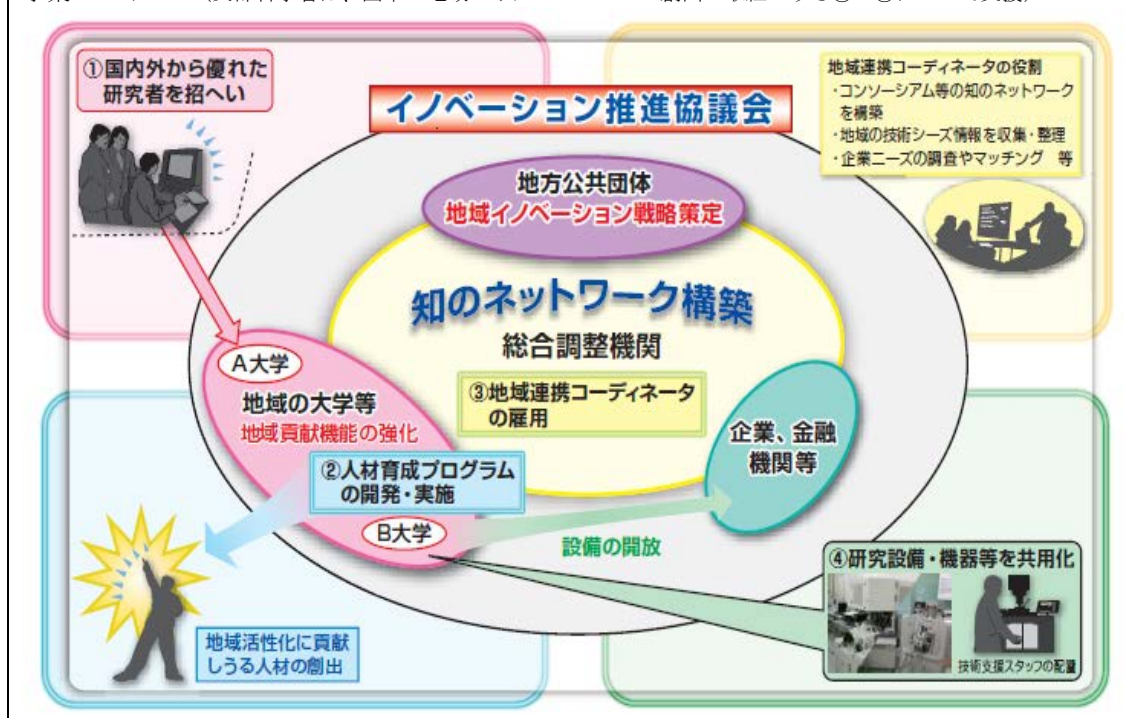 ①国内外から優れた
研究者を招へい
イノベーション推進協議会
地域連携コーディネータの役割
・コンソーシアム等の知のネットワーク
を構築
・地域の技術シーズ情報を収集・整理
・企業ニーズの調査やマッチング 等
地方公共団体
地域イノベーション戦略策定
知のネットワーク構築
総合調整機関
③地域連携コーディネータ
の雇用
A大学
地域の大学等
地域貢献機能の強化
②人材育成プログラム
の開発・実施
B大学
企業、金融
機関等
設備の開放
④研究設備・機器等を共用化
技術支援スタッフの配置
地域活性化に貢献
しうる人材の創出